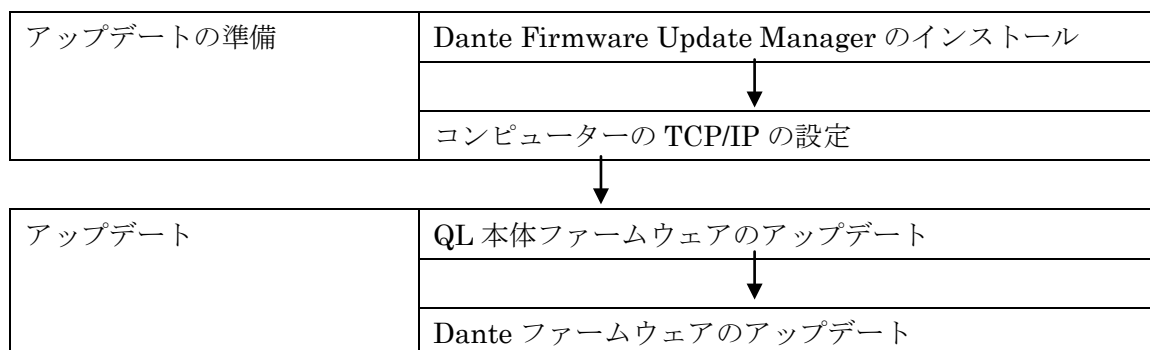 アップデートの準備
Dante Firmware Update Manager のインストール
コンピューターの TCP/IP の設定
アップデート
QL 本体ファームウェアのアップデート
Dante ファームウェアのアップデート